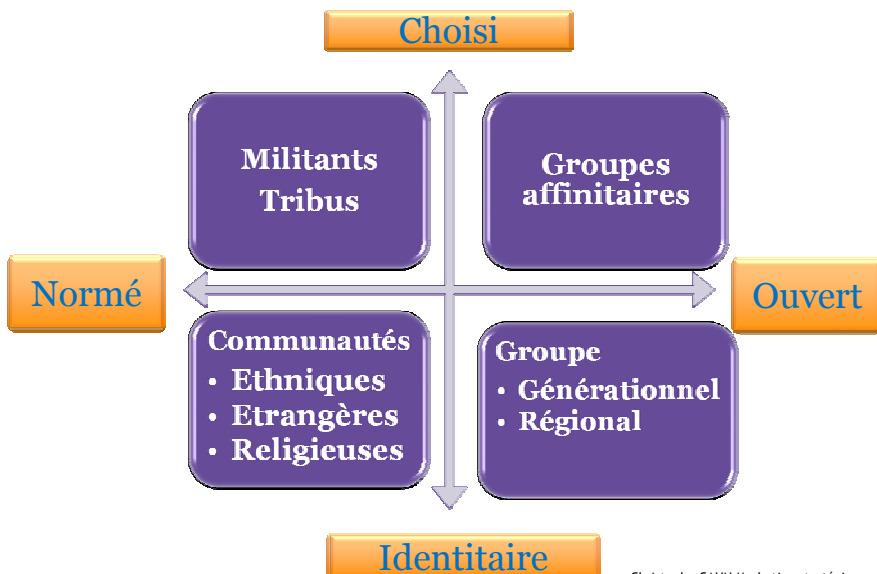 Choisi
Militants
Tribus
Groupes
affinitaires
Normé
Ouvert
Communautés
• Ethniques
• Etrangères
• Religieuses
Groupe
• Générationnel
• Régional
Identitaire